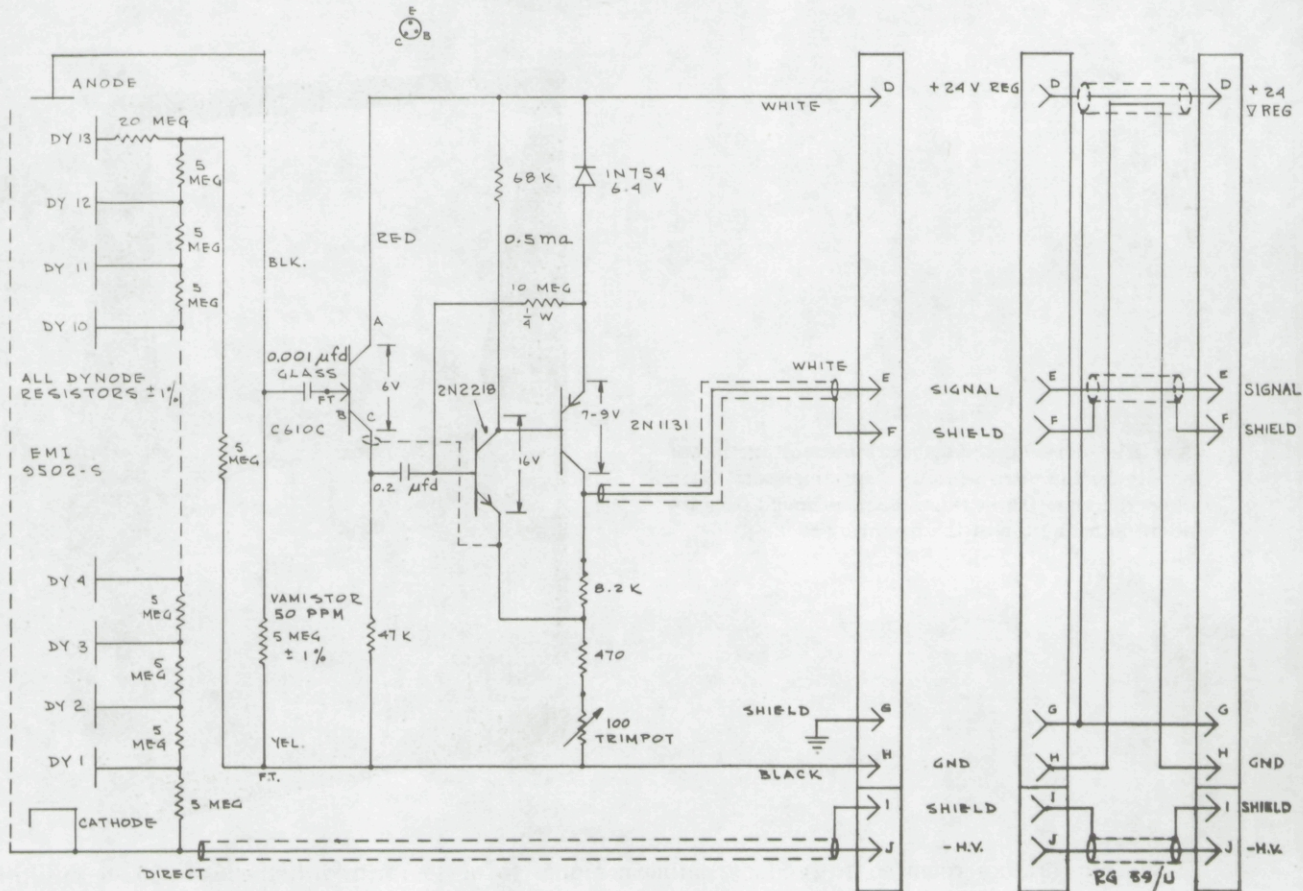 E
C B
ANODE
20 MEG
DY 13
5
MEG
DY 12
5
MEG
DY 11
5
MEG
DY 10
ALL DYNODE
RESISTORS ±1%
EMI
9502-S
DY 4
5
MEG
DY 3
5
MEG
DY 2
5
MEG
DY 1
5 MEG
CATHODE
DIRECT
5
MEG
BLK.
0.001 µfd
GLASS
FT
B
C610C
A
6V
C
RED
0.2 µfd
VAMISTOR
50 PPM
5 MEG
± 1%
47K
YEL.
F.T.
68K
1N754
6.4 V
0.5ma
10 MEG
1/4 W
2N2218
16V
7-9V
2N1131
8.2K
470
100
TRIMPOT
WHITE
WHITE
SHIELD
BLACK
D
+24V REG
D
D
+24
V REG
E
SIGNAL
E
E
SIGNAL
F
SHIELD
F
F
SHIELD
G
G
G
H
GND
H
H
GND
I
SHIELD
I
I
SHIELD
J
-H.V.
J
J
-H.V.
RG 59/U